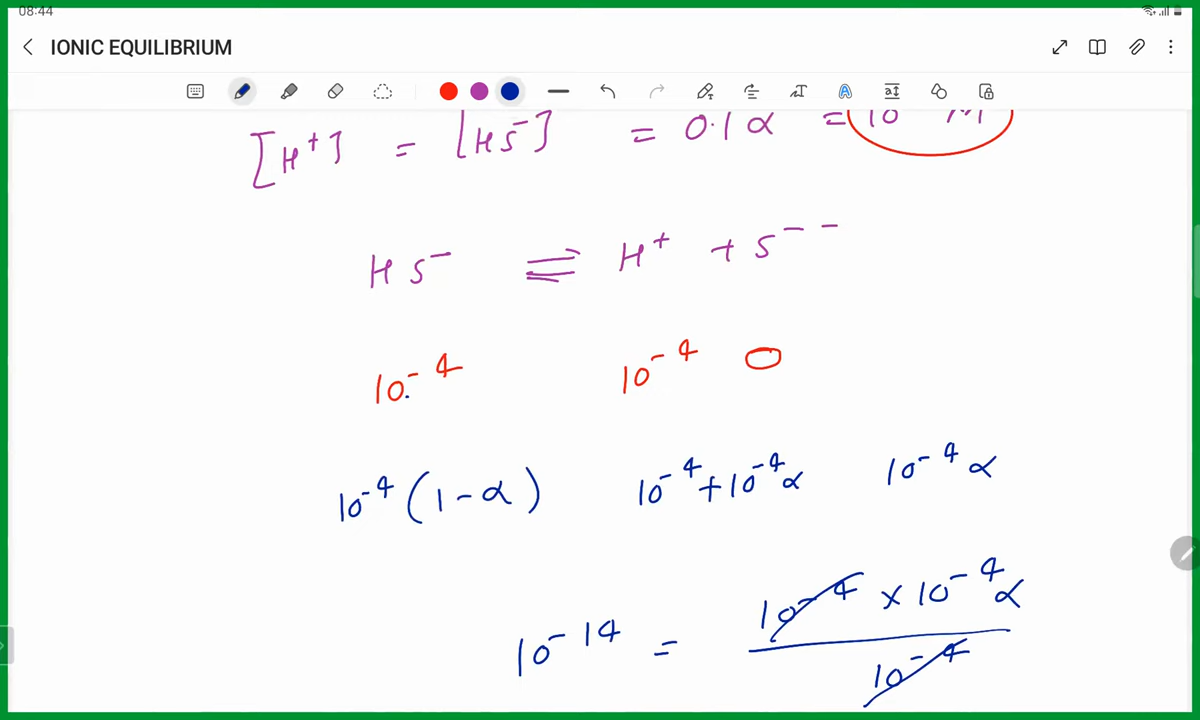 08:44
IONIC EQUILIBRIUM
[H⁺] = [HS⁻] = 0.1α = 10 M
HS⁻ ⇌ H⁺ + S⁻⁻
10⁻⁴ 10⁻⁴ 0
10⁻⁴(1-α) 10⁻⁴+10⁻⁴α 10⁻⁴α
10⁻⁴ x 10⁻⁴α
10⁻¹⁴ =
10⁻⁴